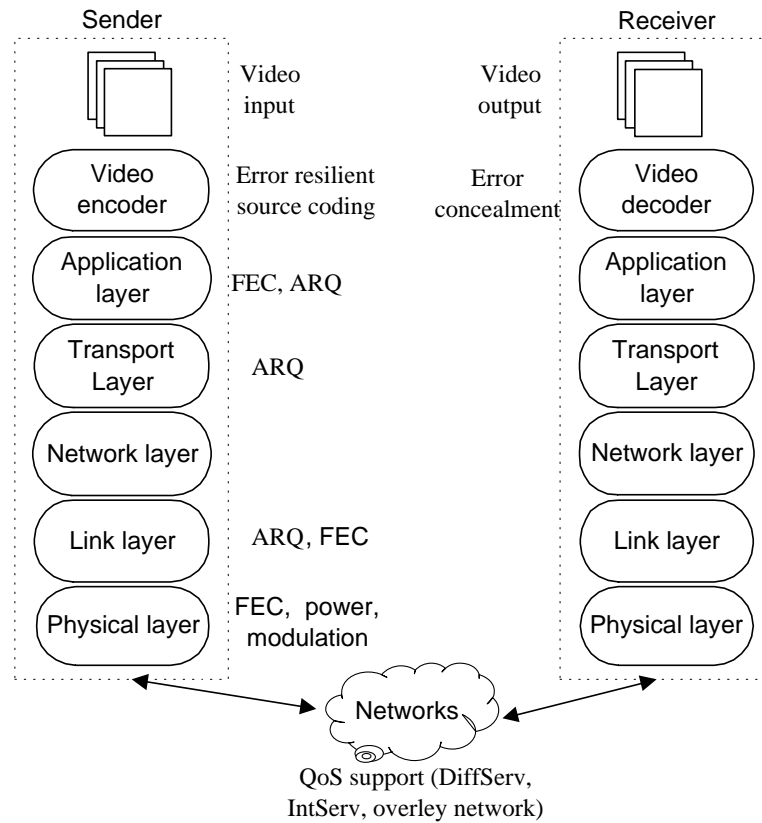 Sender
Video
input
Video
encoder
Error resilient
source coding
Application
layer
FEC, ARQ
Transport
Layer
ARQ
Network layer
Link layer
ARQ, FEC
Physical layer
FEC, power,
modulation
Receiver
Video
output
Error
concealment
Video
decoder
Application
layer
Transport
Layer
Network layer
Link layer
Physical layer
Networks
QoS support (DiffServ,
IntServ, overley network)